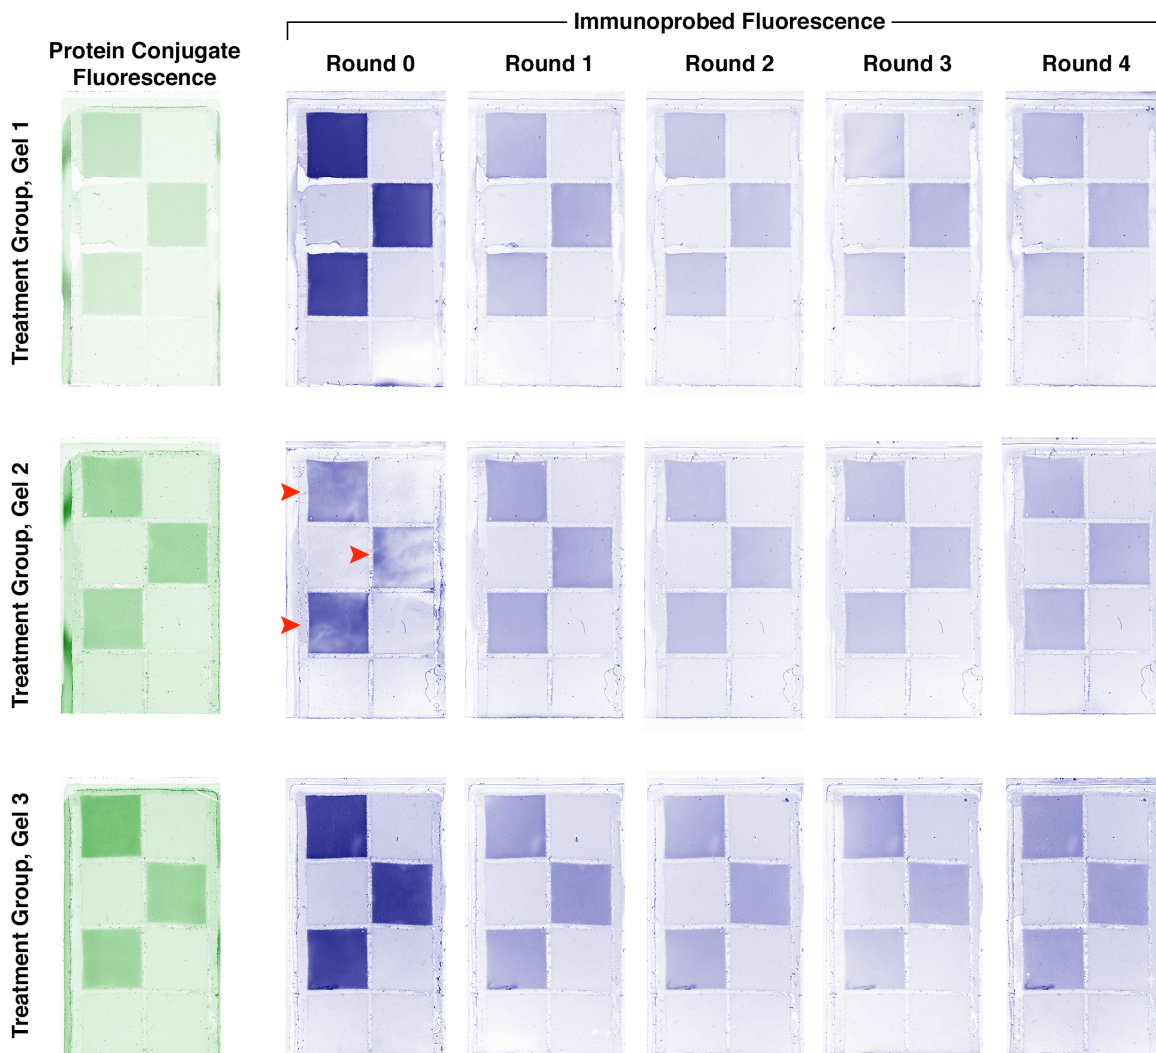 Immunoprobed Fluorescence
Protein Conjugate
Fluorescence
Round 0
Round 1
Round 2
Round 3
Round 4
Treatment Group, Gel 1
Treatment Group, Gel 2
Treatment Group, Gel 3